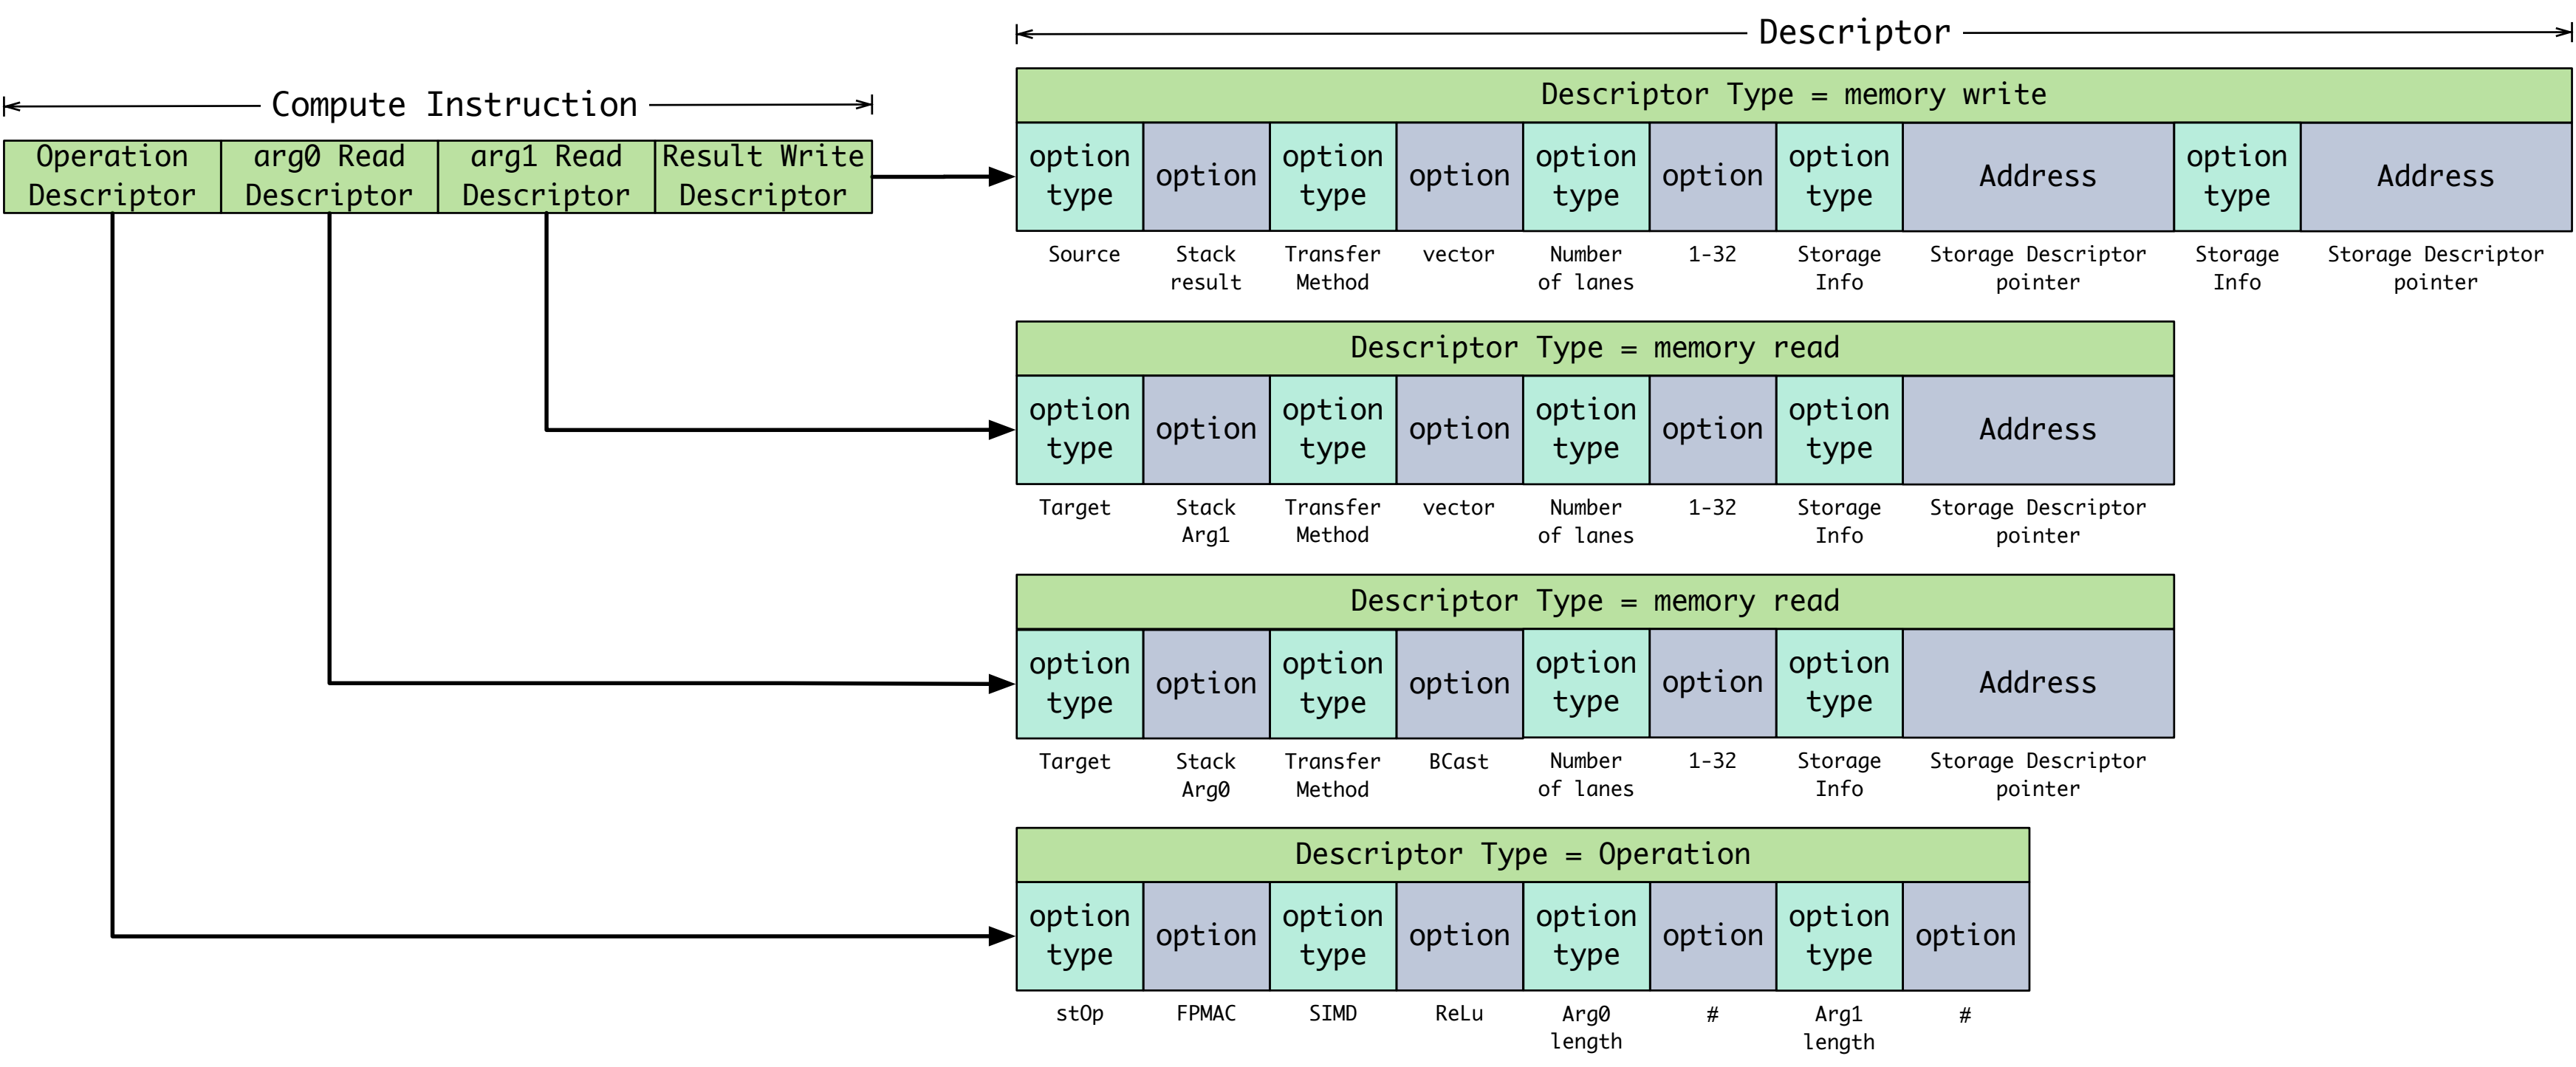 Descriptor
Compute Instruction
Operation Descriptor
arg0 Read Descriptor
arg1 Read Descriptor
Result Write Descriptor
Descriptor Type = memory write
option type
option
option type
option
option type
option
option type
Address
option type
Address
Source
Stack result
Transfer Method
vector
Number of lanes
1-32
Storage Info
Storage Descriptor pointer
Storage Info
Storage Descriptor pointer
Descriptor Type = memory read
option type
option
option type
option
option type
option
option type
Address
Target
Stack Arg1
Transfer Method
vector
Number of lanes
1-32
Storage Info
Storage Descriptor pointer
Descriptor Type = memory read
option type
option
option type
option
option type
option
option type
Address
Target
Stack Arg0
Transfer Method
BCast
Number of lanes
1-32
Storage Info
Storage Descriptor pointer
Descriptor Type = Operation
option type
option
option type
option
option type
option
option type
option
stOp
FPMAC
SIMD
ReLu
Arg0 length
#
Arg1 length
#